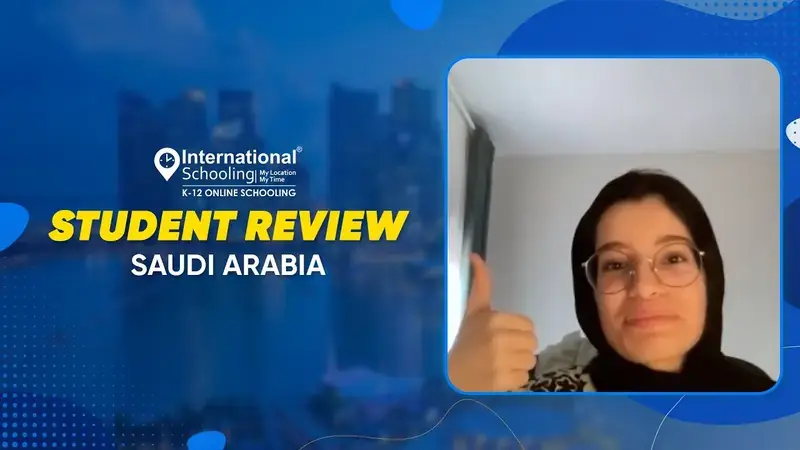 International®
Schooling | My Location
My Time
K-12 ONLINE SCHOOLING
STUDENT REVIEW
SAUDI ARABIA